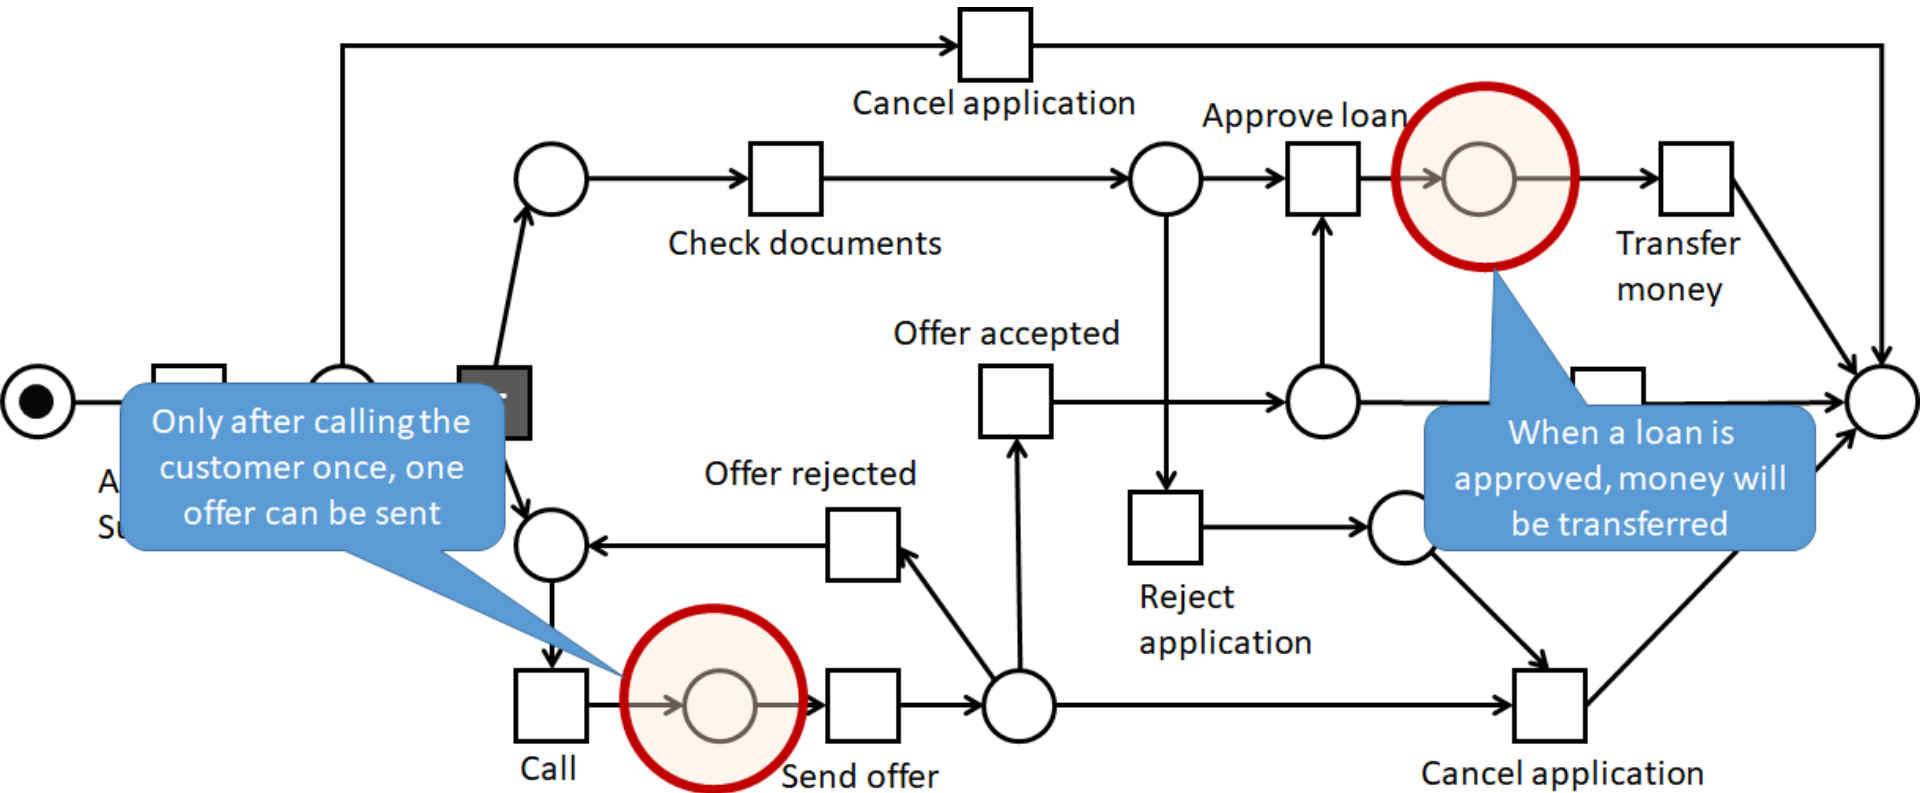 Cancel application
Approve loan
Check documents
Transfer
money
Offer accepted
Only after calling the
customer once, one
offer can be sent
When a loan is
approved, money will
be transferred
Offer rejected
Reject
application
Call
Send offer
Cancel application